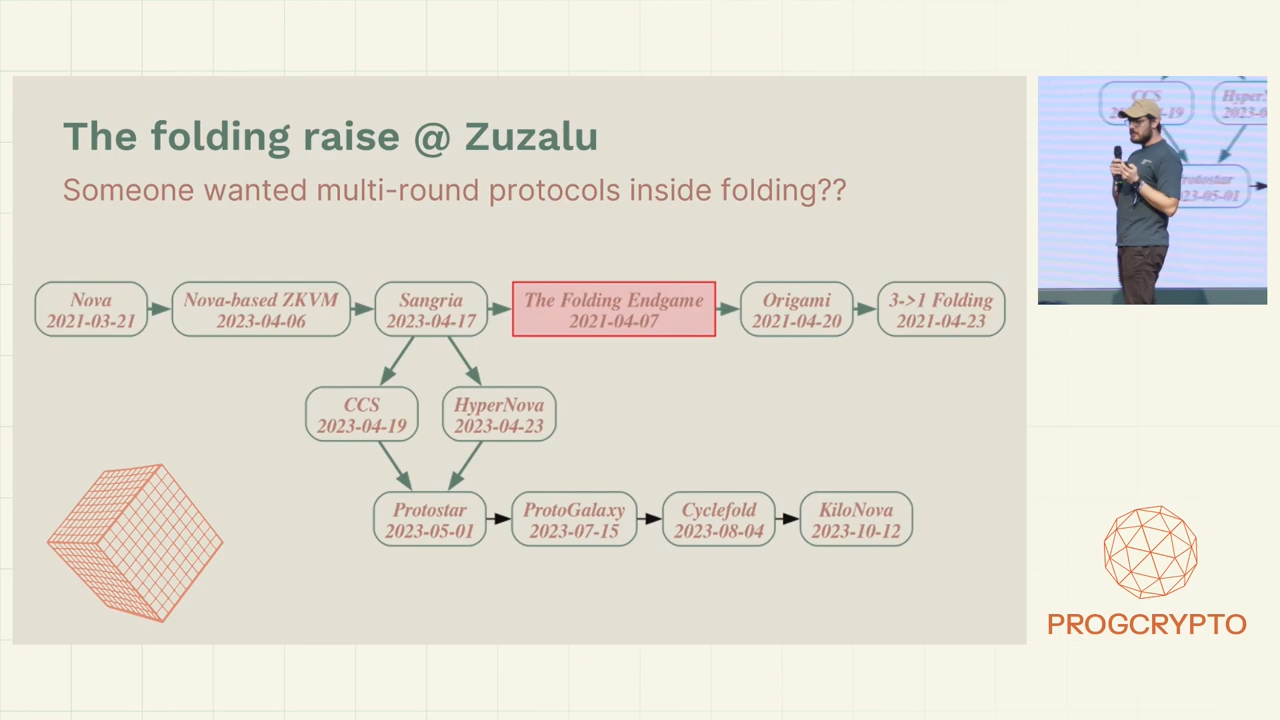 The folding raise @ Zuzalu
Someone wanted multi-round protocols inside folding??
Nova
2021-03-21
Nova-based ZKVM
2023-04-06
Sangria
2023-04-17
The Folding Endgame
2021-04-07
Origami
2021-04-20
3->1 Folding
2021-04-23
CCS
2023-04-19
HyperNova
2023-04-23
Protostar
2023-05-01
ProtoGalaxy
2023-07-15
Cyclefold
2023-08-04
KiloNova
2023-10-12
CCS
PROGCRYPTO